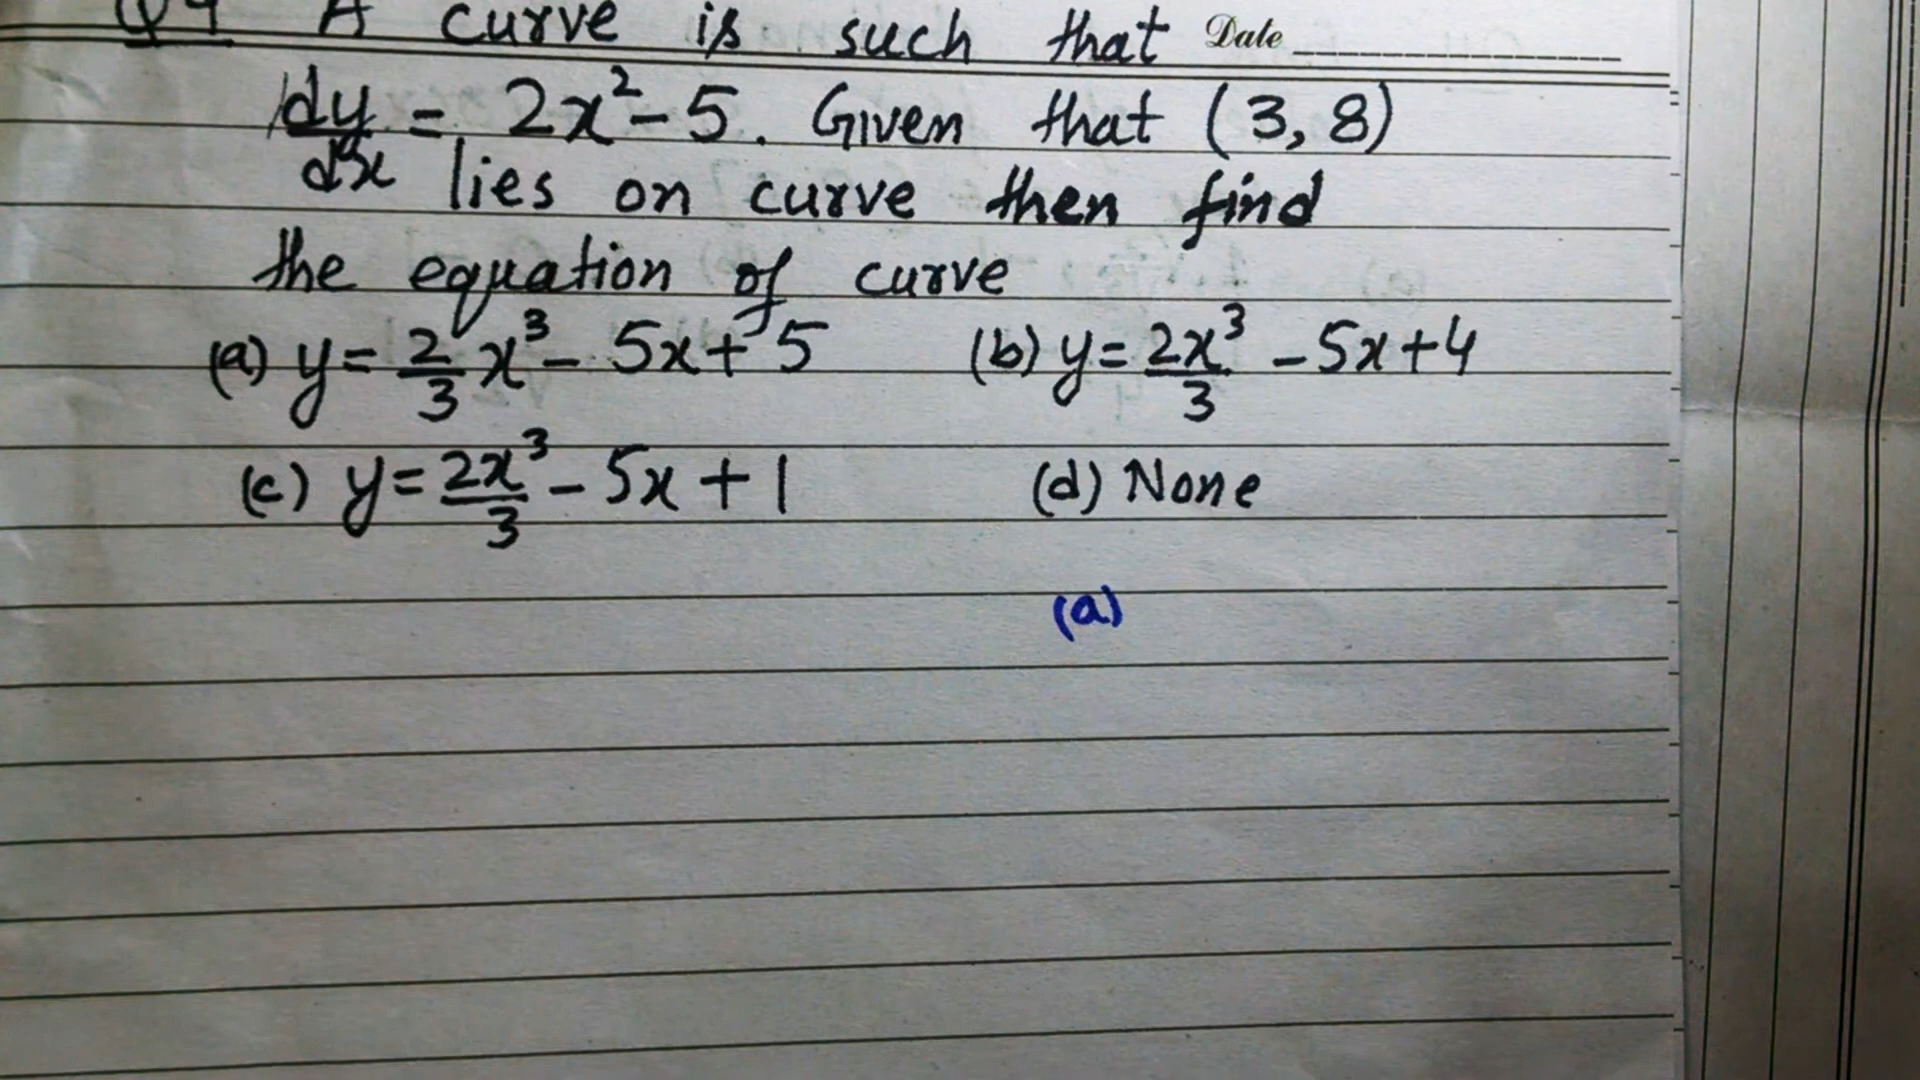 Q4 A curve is such that Date
dy/dx = 2x² - 5. Given that (3, 8)
lies on curve then find
the equation of curve
(a) y = 2/3 x³ - 5x + 5 (b) y = 2x³/3 - 5x + 4
(c) y = 2x³/3 - 5x + 1 (d) None
(a)